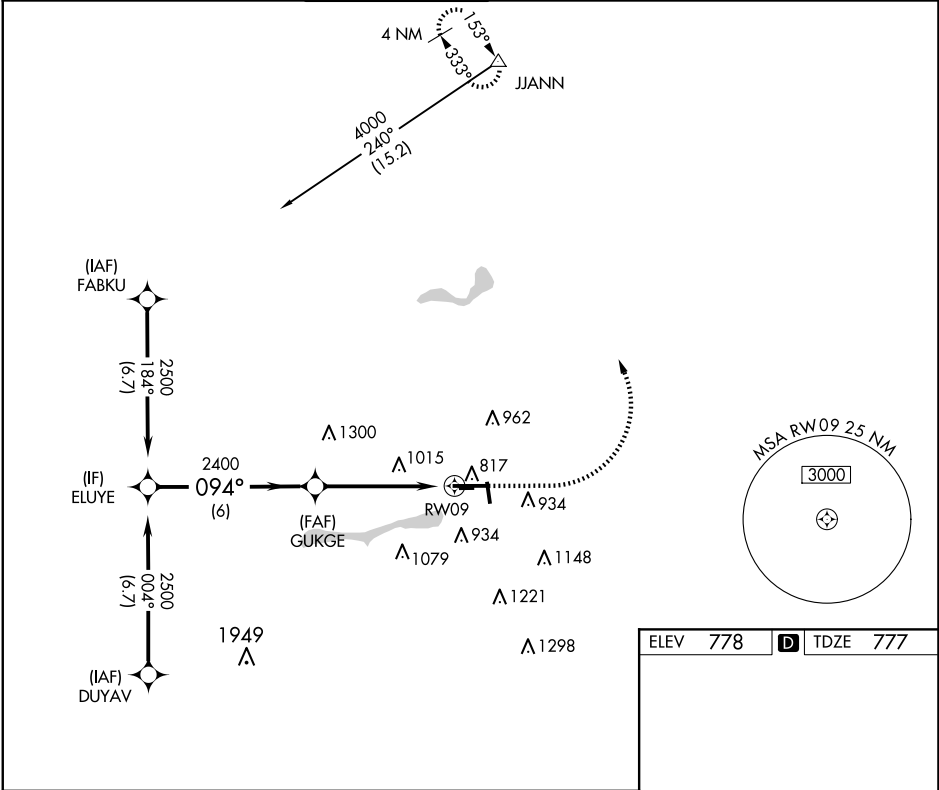 4 NM
153°
333°
JJANN
4000
240°
(15.2)
(IAF)
FABKU
2500
184°
(6.7)
1300
962
1015
817
MSA RW09 25 NM
3000
(IF)
ELUYE
2400
094°
(6)
(FAF)
GUKGE
RW09
934
934
1079
1148
2500
004°
(6.7)
1221
1949
1298
(IAF)
DUYAV
ELEV 778 D TDZE 777